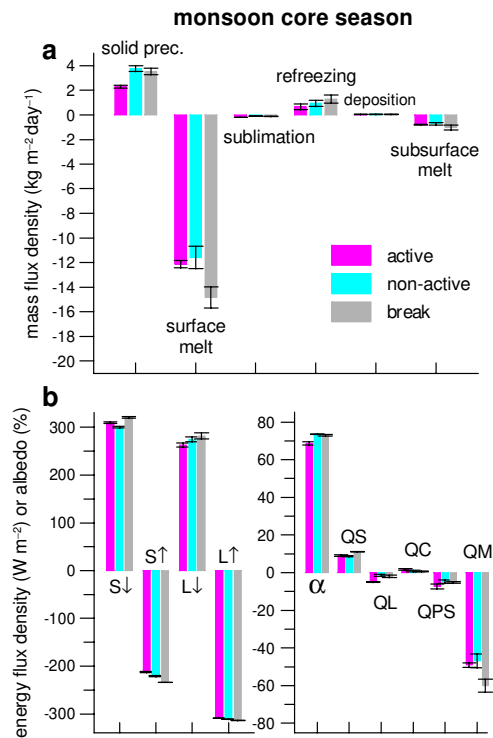 monsoon core season
a
solid prec.
refreezing
deposition
sublimation
subsurface
melt
surface
melt
active
non-active
break
mass flux density (kg m⁻² day⁻¹)
4
2
0
-2
-4
-6
-8
-10
-12
-14
-16
-18
-20
b
energy flux density (W m⁻²) or albedo (%)
300
200
100
0
-100
-200
-300
S↓
S↑
L↓
L↑
80
60
40
20
0
-20
-40
-60
-80
α
QS
QL
QC
QPS
QM